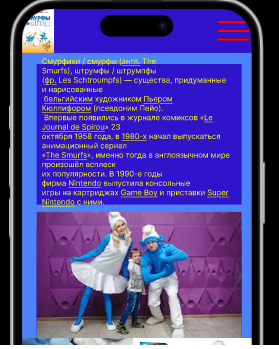 СМУРФЫ
Смурфики / смурфы (англ. The
Smurfs), штрумфы / штрумпфы
(фр. Les Schtroumpfs) — существа, придуманные
и нарисованные
бельгийским художником Пьером
Кюллифором (псевдоним Пейо).
Впервые появились в журнале комиксов «Le
Journal de Spirou» 23
октября 1958 года, в 1980-х начал выпускаться
анимационный сериал
«The Smurfs», именно тогда в англоязычном мире
произошёл всплеск
их популярности. В 1990-е годы
фирма Nintendo выпустила консольные
игры на картриджах Game Boy и приставки Super
Nintendo с ними.